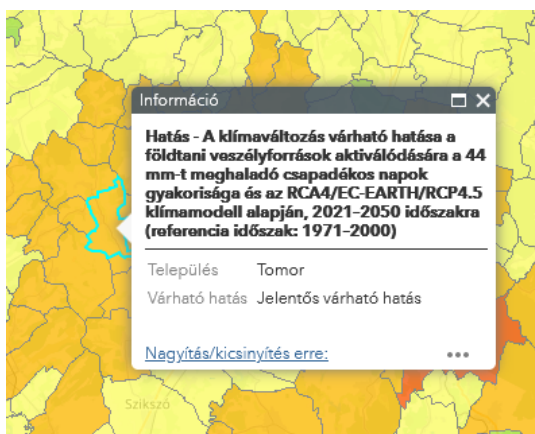 Információ
Hatás - A klímaváltozás várható hatása a
földtani veszélyforrások aktiválódására a 44
mm-t meghaladó csapadékos napok
gyakorisága és az RCA4/EC-EARTH/RCP4.5
klímamodell alapján, 2021–2050 időszakra
(referencia időszak: 1971–2000)
Település Tomor
Várható hatás Jelentős várható hatás
Nagyítás/kicsinyítés erre:
Szikszó